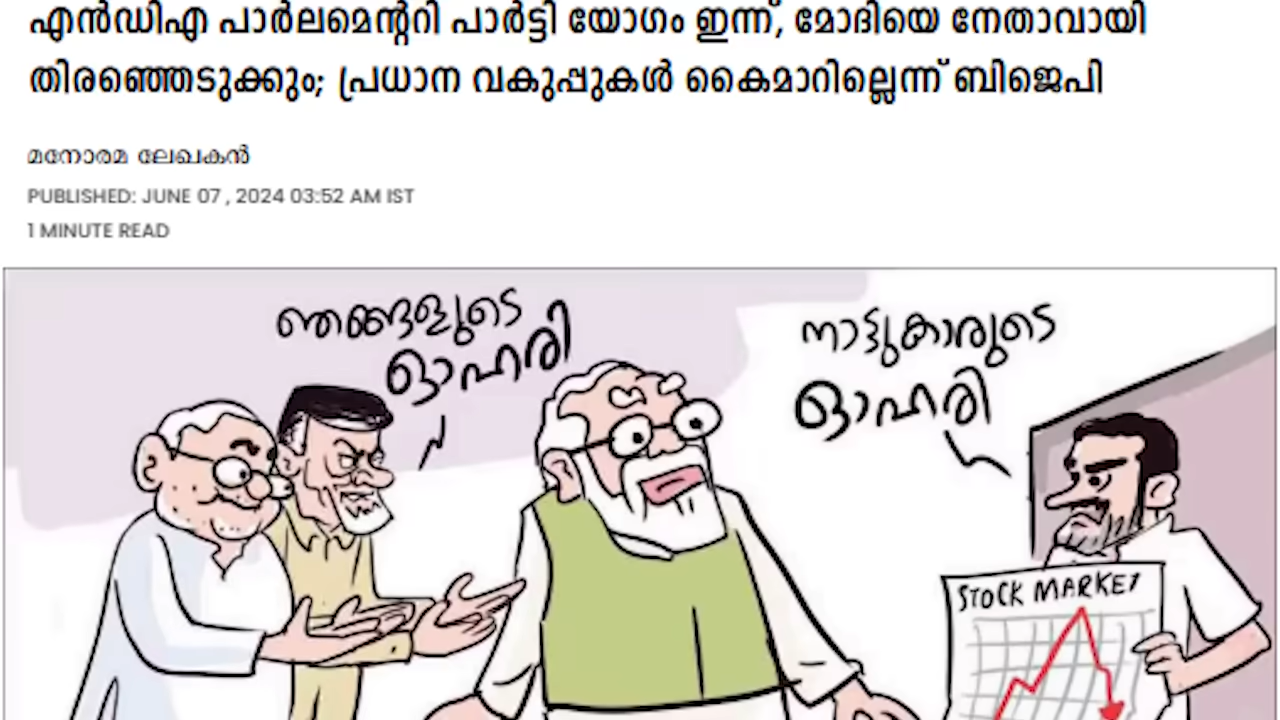 എൻഡിഎ പാർലമെന്ററി പാർട്ടി യോഗം ഇന്ന്, മോദിയെ നേതാവായി
തിരഞ്ഞെടുക്കും; പ്രധാന വകുപ്പുകൾ കൈമാറില്ലെന്ന് ബിജെപി
മനോരമ ലേഖകൻ
PUBLISHED: JUNE 07 , 2024 03:52 AM IST
1 MINUTE READ
ഞങ്ങളുടെ
ഓഹരി
നാട്ടുകാരുടെ
ഓഹരി
STOCK MARKET